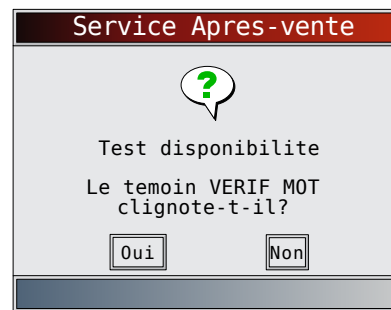 Service Apres-vente
?
Test disponibilite
Le temoin VERIF MOT
clignote-t-il?
Oui Non